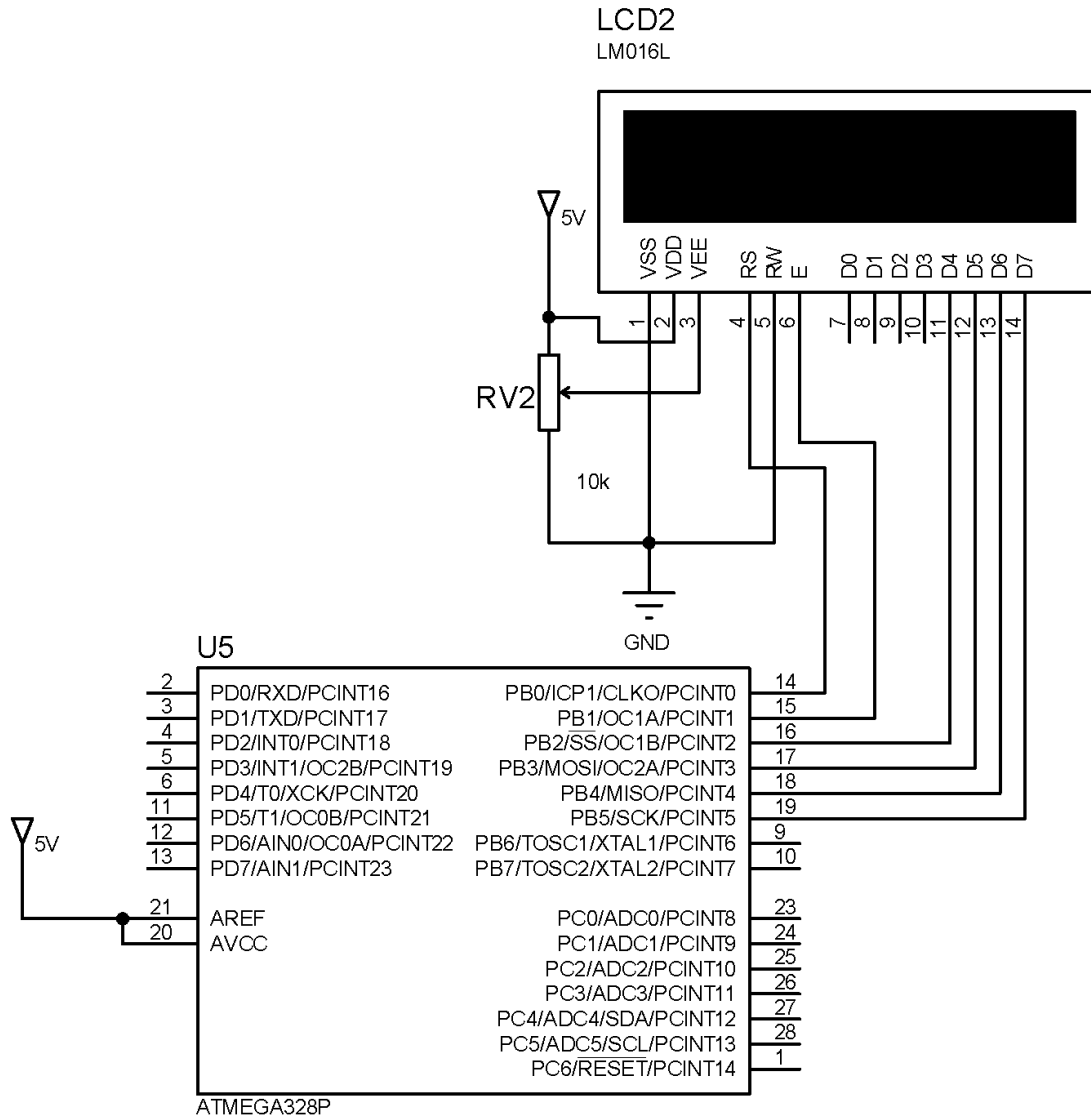 LCD2
LM016L
5V
VSS VDD VEE RS RW E D0 D1 D2 D3 D4 D5 D6 D7
1 2 3 4 5 6 7 8 9 10 11 12 13 14
RV2
10k
GND
U5
2 PD0/RXD/PCINT16 PB0/ICP1/CLKO/PCINT0 14
3 PD1/TXD/PCINT17 PB1/OC1A/PCINT1 15
4 PD2/INT0/PCINT18 PB2/SS/OC1B/PCINT2 16
5 PD3/INT1/OC2B/PCINT19 PB3/MOSI/OC2A/PCINT3 17
6 PD4/T0/XCK/PCINT20 PB4/MISO/PCINT4 18
11 PD5/T1/OC0B/PCINT21 PB5/SCK/PCINT5 19
12 PD6/AIN0/OC0A/PCINT22 PB6/TOSC1/XTAL1/PCINT6 9
13 PD7/AIN1/PCINT23 PB7/TOSC2/XTAL2/PCINT7 10
5V
21 AREF PC0/ADC0/PCINT8 23
20 AVCC PC1/ADC1/PCINT9 24
PC2/ADC2/PCINT10 25
PC3/ADC3/PCINT11 26
PC4/ADC4/SDA/PCINT12 27
PC5/ADC5/SCL/PCINT13 28
PC6/RESET/PCINT14 1
ATMEGA328P